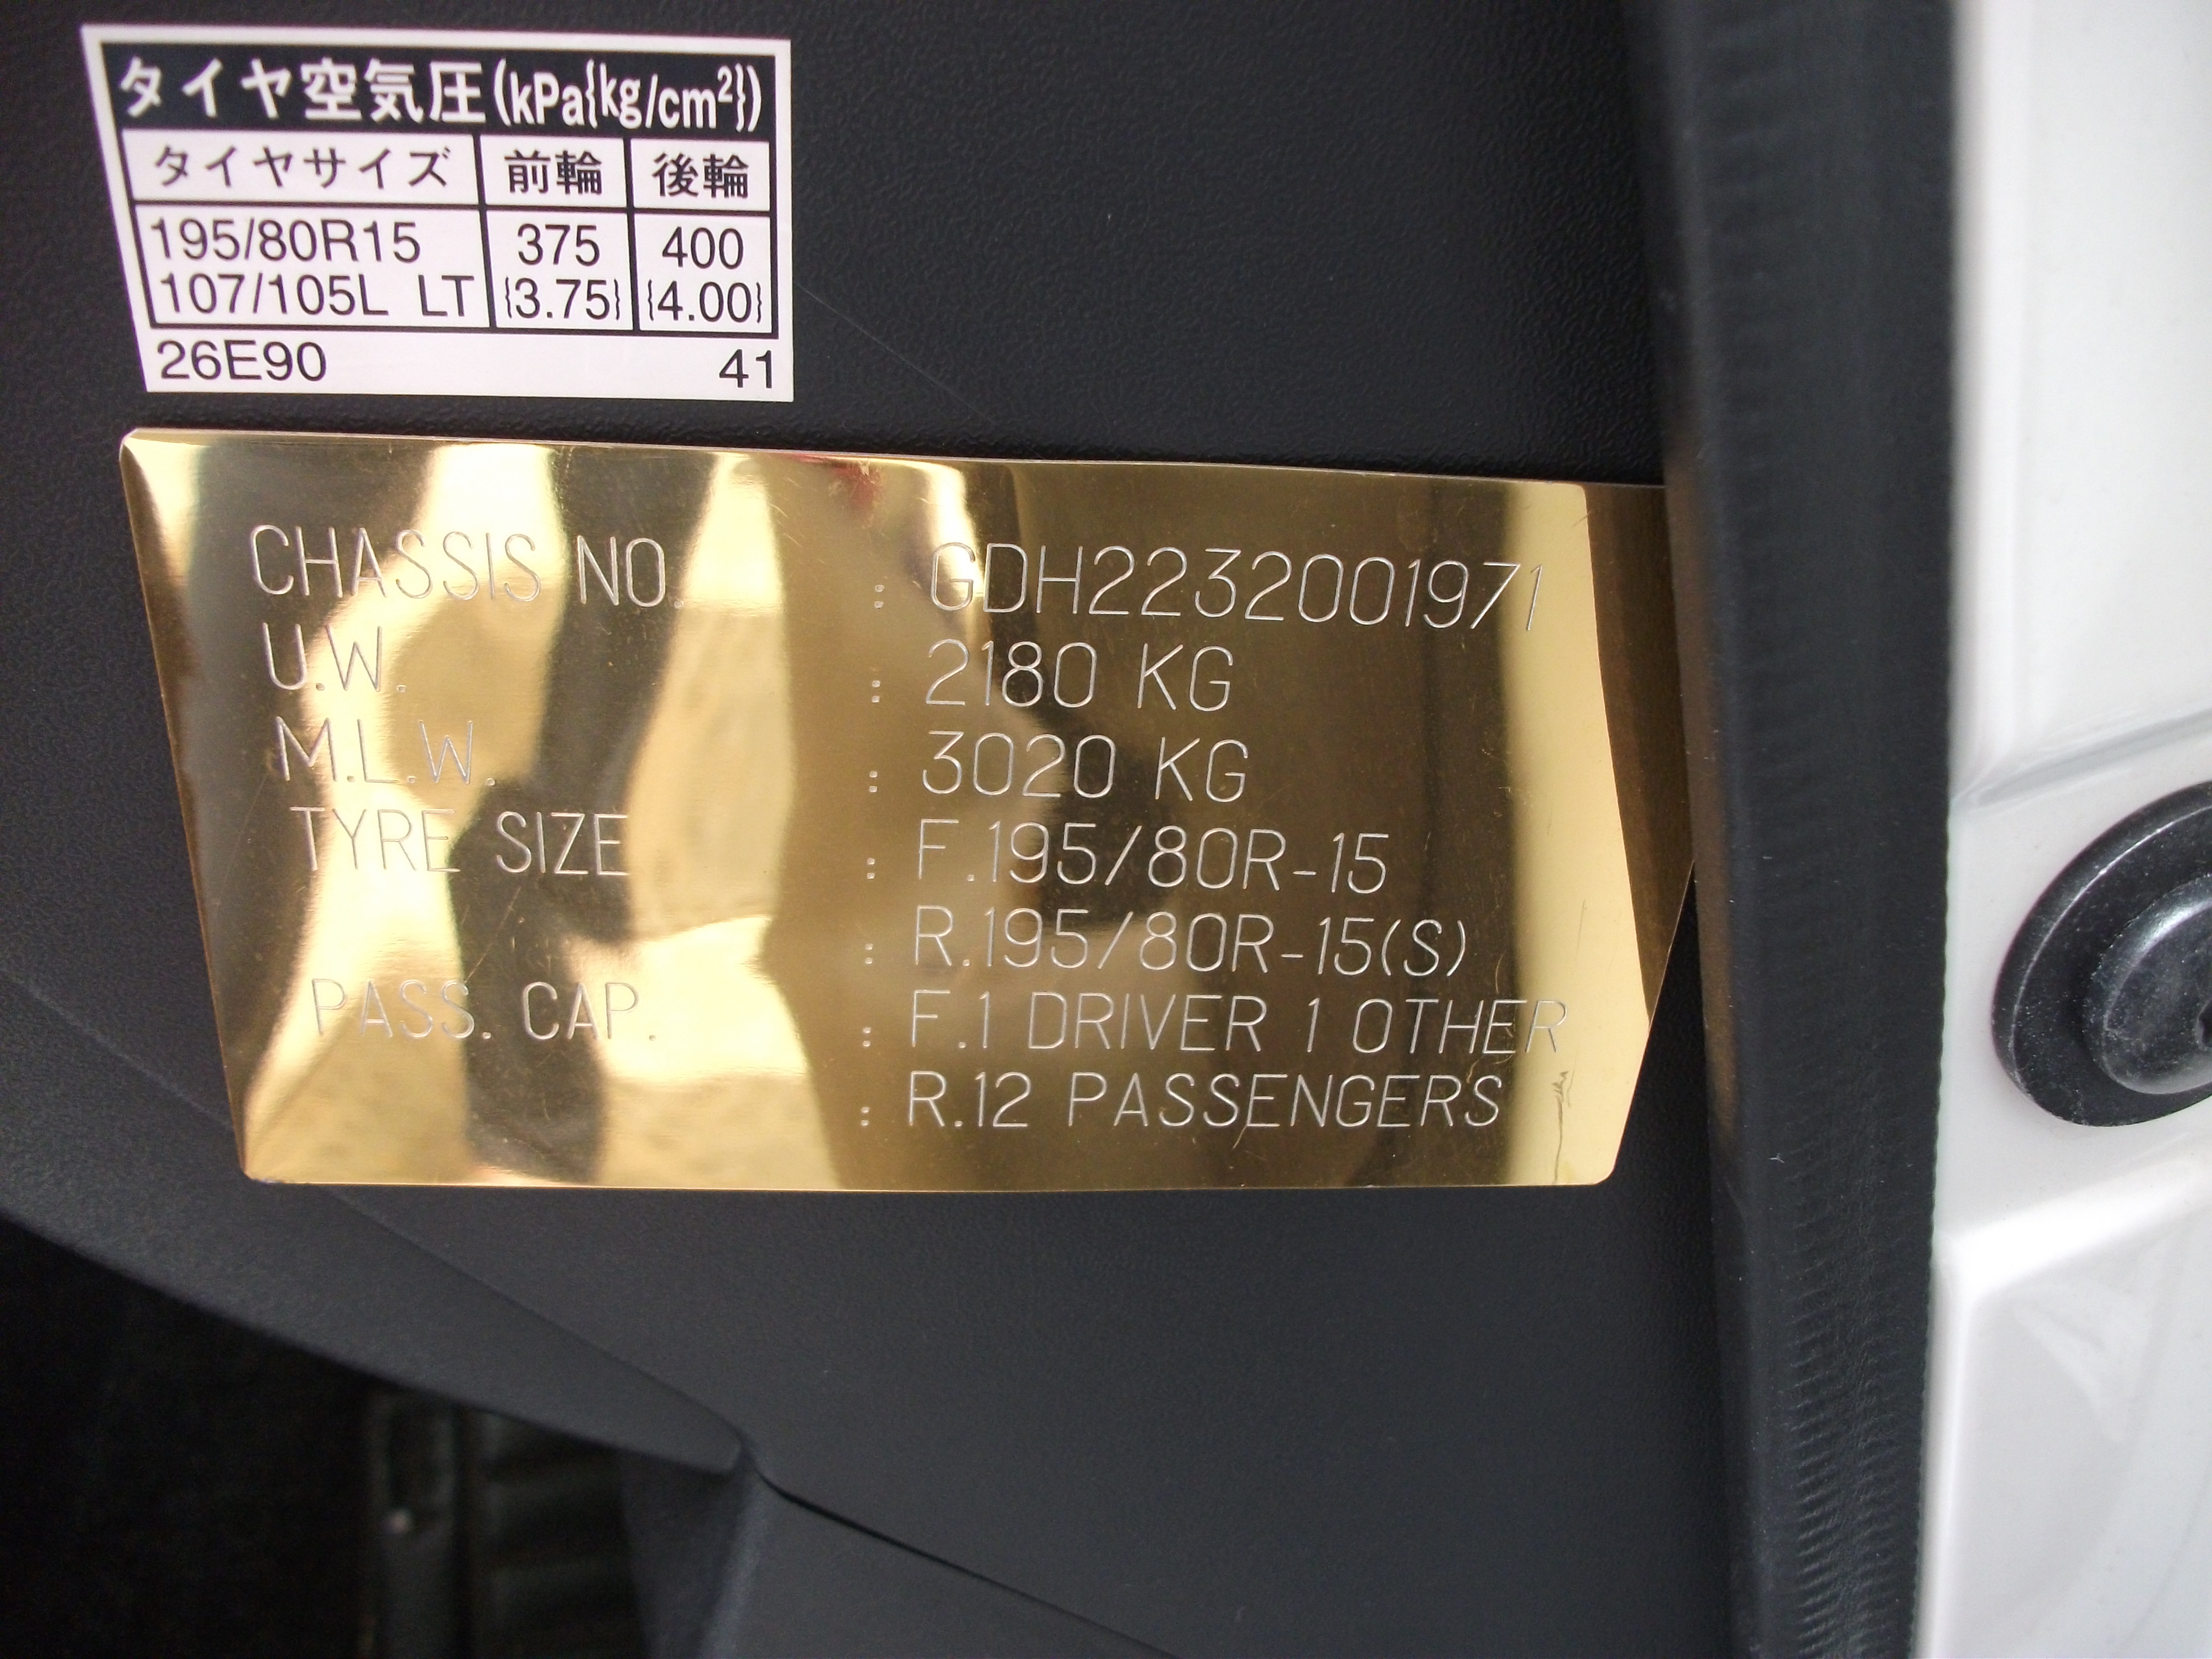 タイヤ空気圧(kPa{kg/cm²})
タイヤサイズ 前輪 後輪
195/80R15 375 400
107/105L LT {3.75} {4.00}
26E90 41
CHASSIS NO. : GDH2232001971
U.W. : 2180 KG
M.L.W. : 3020 KG
TYRE SIZE : F.195/80R-15
: R.195/80R-15(S)
PASS. CAP. : F.1 DRIVER 1 OTHER
: R.12 PASSENGERS